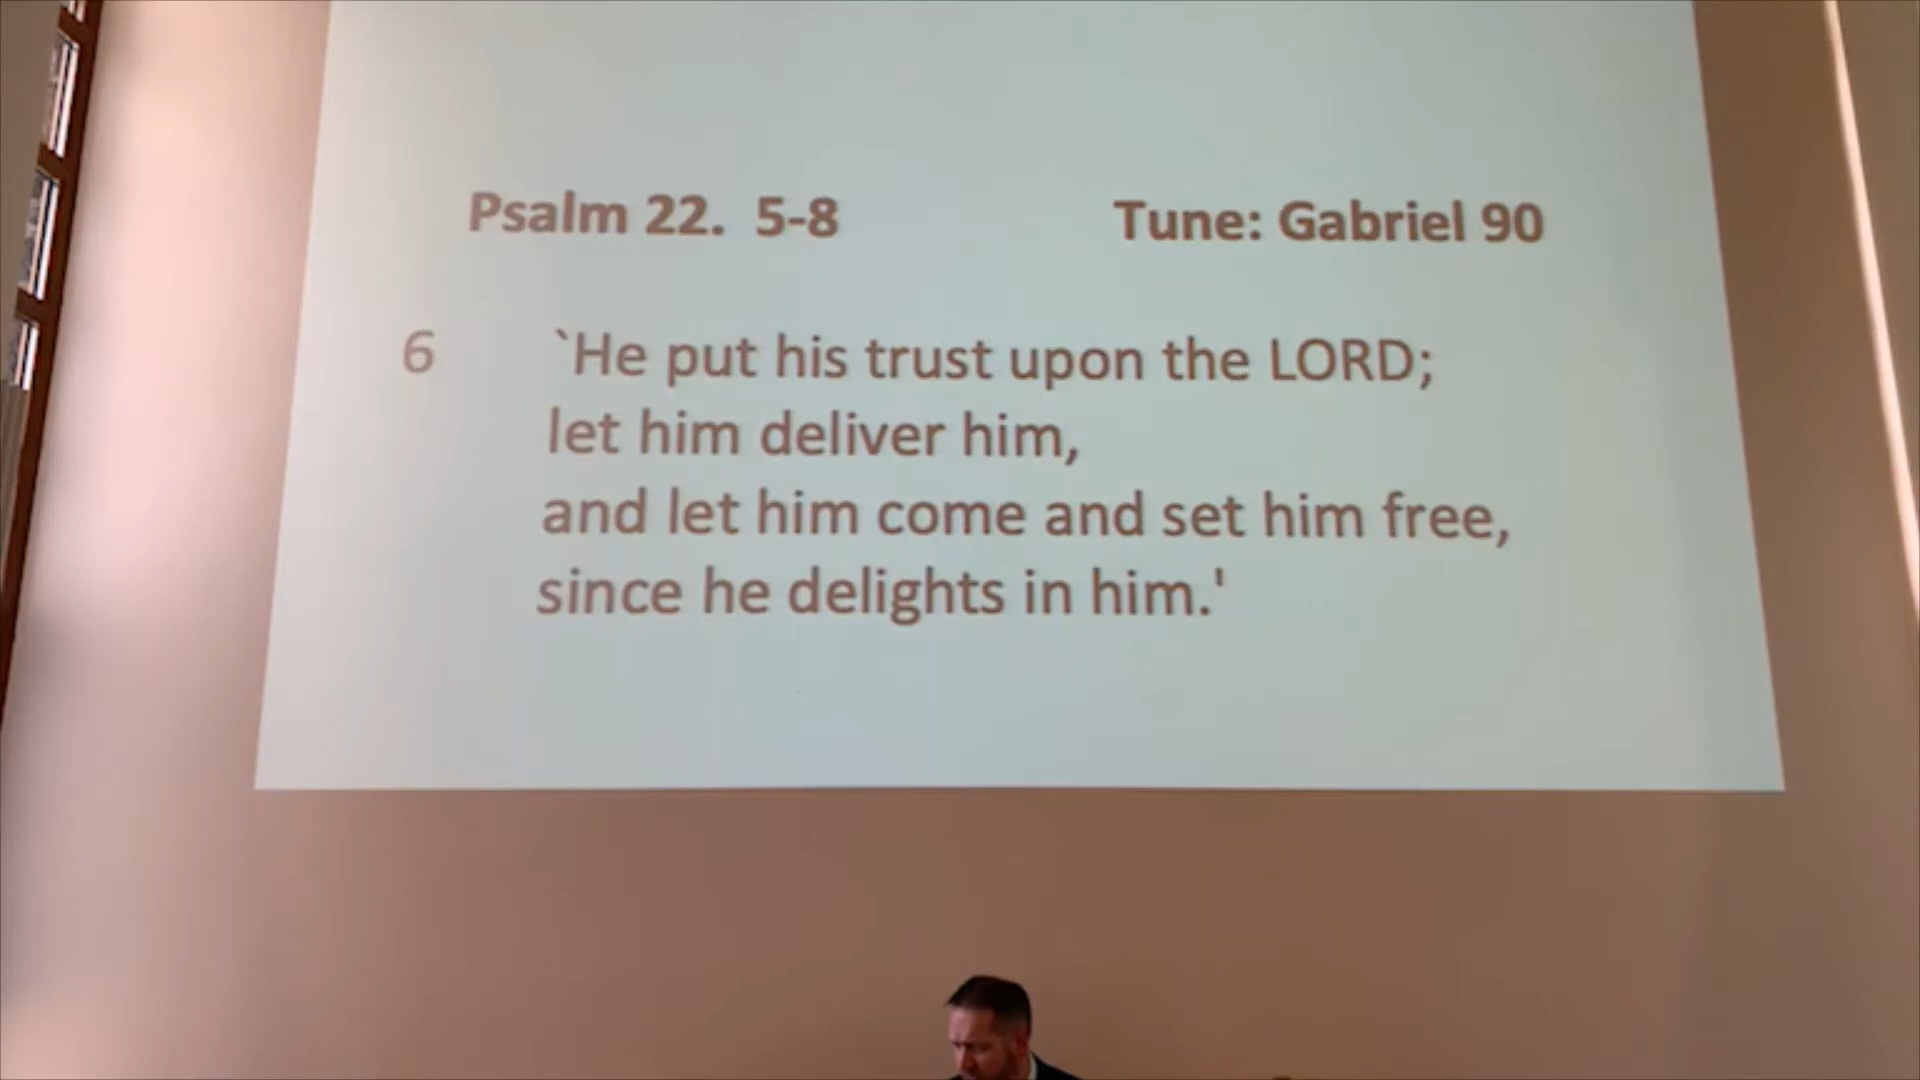 Psalm 22.  5-8 Tune: Gabriel 90
6 `He put his trust upon the LORD;
let him deliver him,
and let him come and set him free,
since he delights in him.'